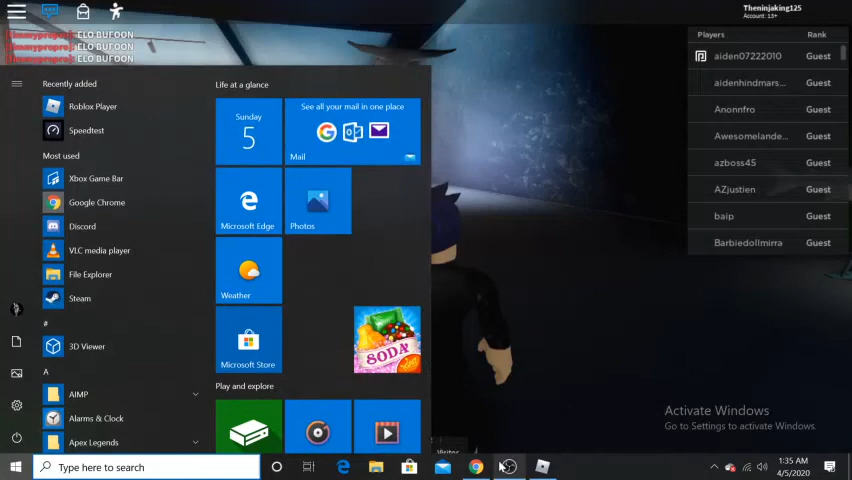 Theninjaking125
Account: 13+
ELO BUFOON
ELO BUFOON
ELO BUFOON
Players Rank
aiden07222010 Guest
aidenhindmars... Guest
Anonnfro Guest
Awesomelande... Guest
azboss45 Guest
AZjustien Guest
baip Guest
Barbiedollmirra Guest
Recently added
Roblox Player
Speedtest
Most used
Xbox Game Bar
Google Chrome
Discord
VLC media player
File Explorer
Steam
#
3D Viewer
A
AIMP
Alarms & Clock
Apex Legends
Life at a glance
Sunday
5
See all your mail in one place
Mail
Microsoft Edge
Photos
Weather
Microsoft Store
SODA
Play and explore
Activate Windows
Go to Settings to activate Windows.
Visitor
Type here to search
1:35 AM
4/5/2020